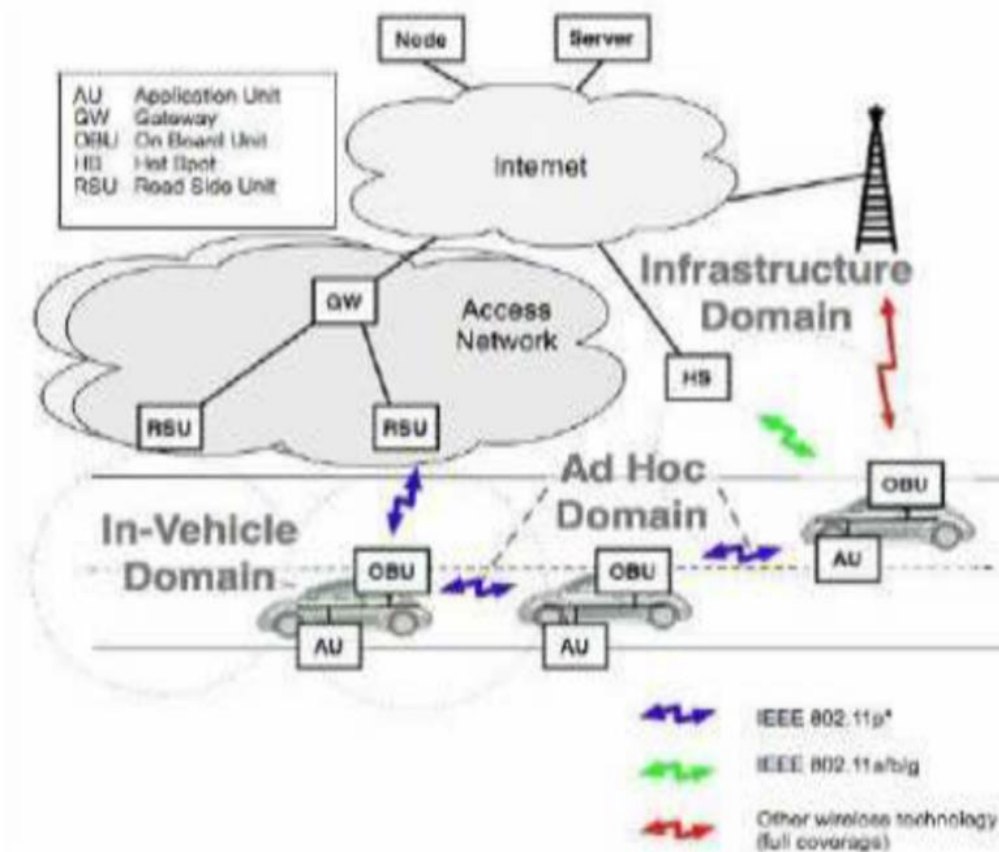 Node
Server
AU Application Unit
GW Gateway
OBU On Board Unit
HS Hot Spot
RSU Road Side Unit
Internet
Infrastructure
Domain
GW
Access
Network
HS
RSU
RSU
Ad Hoc
Domain
OBU
In-Vehicle
Domain
OBU
OBU
AU
AU
AU
IEEE 802.11p*
IEEE 802.11a/b/g
Other wireless technology
(full coverage)